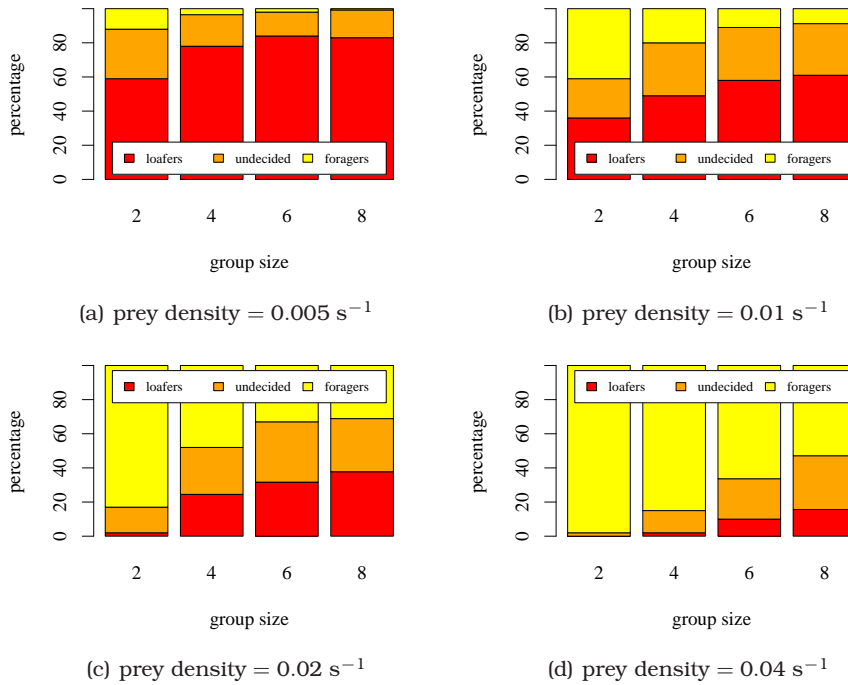 percentage
0 20 40 60 80
loafers undecided foragers
2 4 6 8
group size
(a) prey density = 0.005 s⁻¹
percentage
0 20 40 60 80
loafers undecided foragers
2 4 6 8
group size
(b) prey density = 0.01 s⁻¹
percentage
0 20 40 60 80
loafers undecided foragers
2 4 6 8
group size
(c) prey density = 0.02 s⁻¹
percentage
0 20 40 60 80
loafers undecided foragers
2 4 6 8
group size
(d) prey density = 0.04 s⁻¹